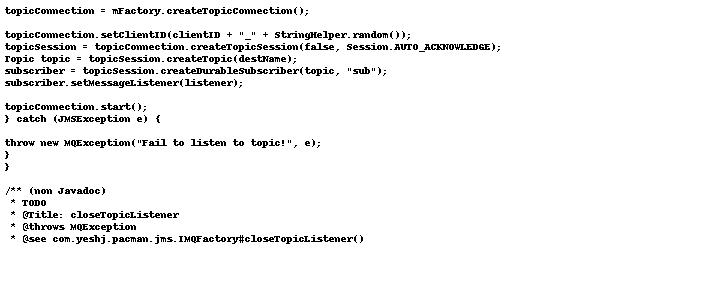 topicConnection = mFactory.createTopicConnection();
topicConnection.setClientID(clientID + "_" + StringHelper.random());
topicSession = topicConnection.createTopicSession(false, Session.AUTO_ACKNOWLEDGE);
Topic topic = topicSession.createTopic(destName);
subscriber = topicSession.createDurableSubscriber(topic, "sub");
subscriber.setMessageListener(listener);
topicConnection.start();
} catch (JMSException e) {
throw new MQException("Fail to listen to topic!", e);
}
}
/** (non Javadoc)
* TODO
* @Title: closeTopicListener
* @throws MQException
* @see com.yeshj.pacman.jms.IMQFactory#closeTopicListener()